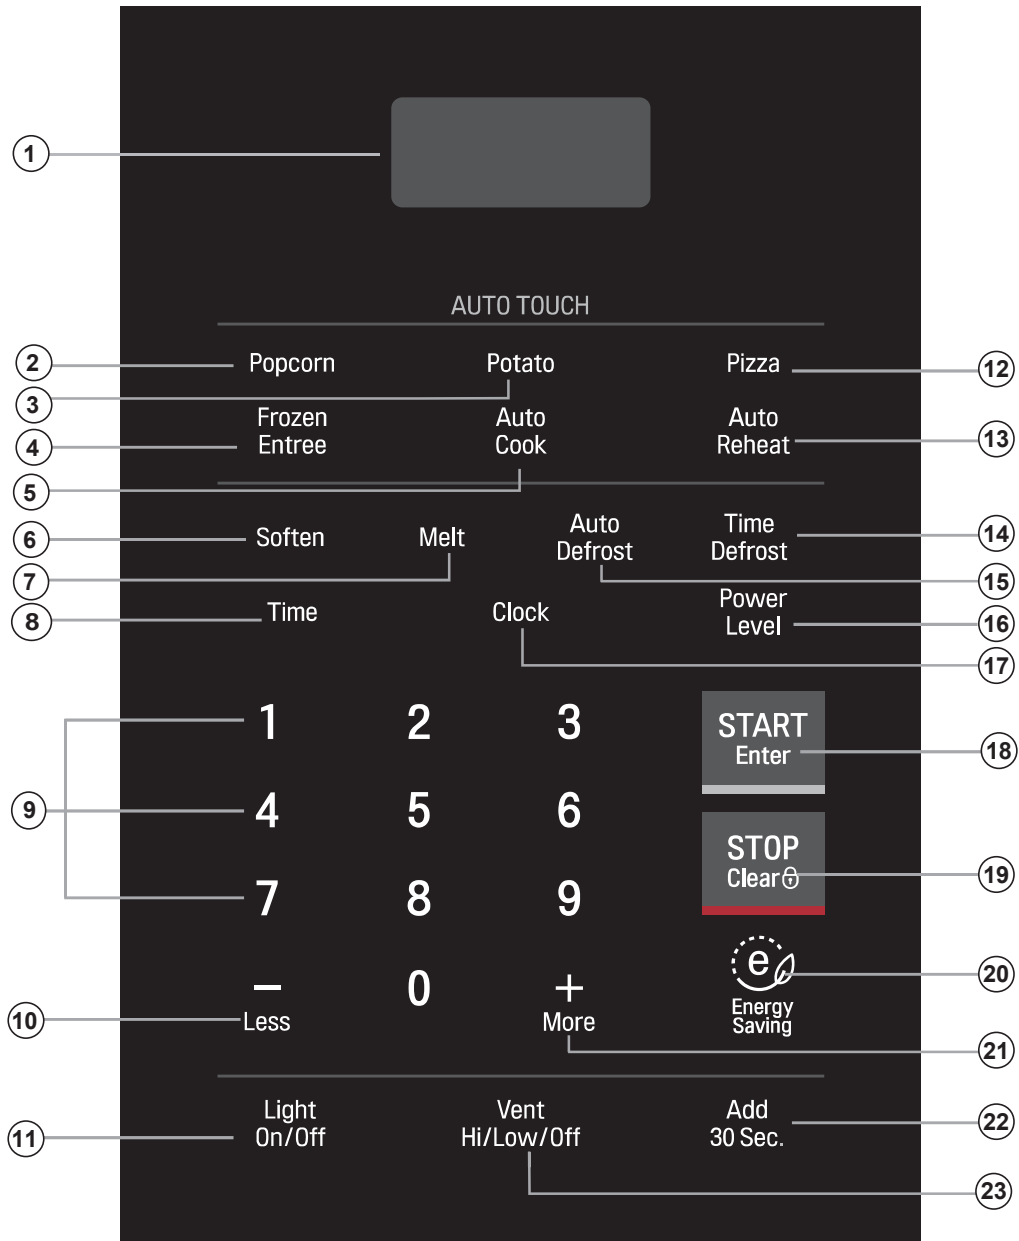 1
AUTO TOUCH
2 Popcorn Potato Pizza 12
3
Frozen Auto Auto
4 Entree Cook Reheat 13
5
Auto Time
6 Soften Melt Defrost Defrost 14
7 15
Power
8 Time Clock Level 16
17
1 2 3 START
Enter 18
9 4 5 6 STOP
Clear 19
7 8 9
e 20
− 0 + Energy
10 Less More Saving
21
Light Vent Add 22
11 On/Off Hi/Low/Off 30 Sec.
23